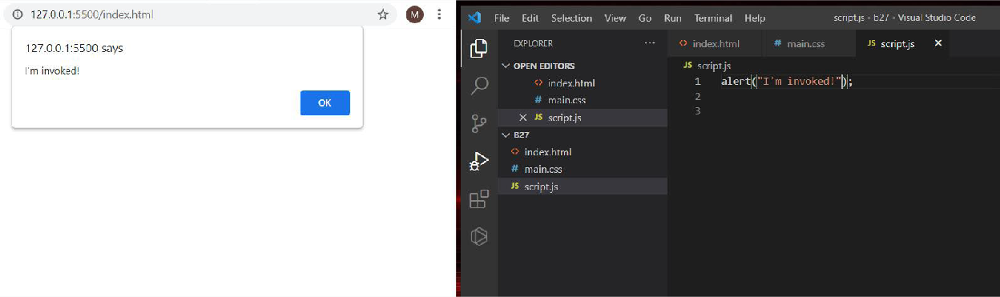 127.0.0.1:5500/index.html
M
127.0.0.1:5500 says
I'm invoked!
OK
File Edit Selection View Go Run Terminal Help script.js - b27 - Visual Studio Code
EXPLORER ···
OPEN EDITORS
<> index.html
# main.css
× JS script.js
B27
<> index.html
# main.css
JS script.js
<> index.html # main.css JS script.js ×
JS script.js
1 alert("I'm invoked!");
2
3